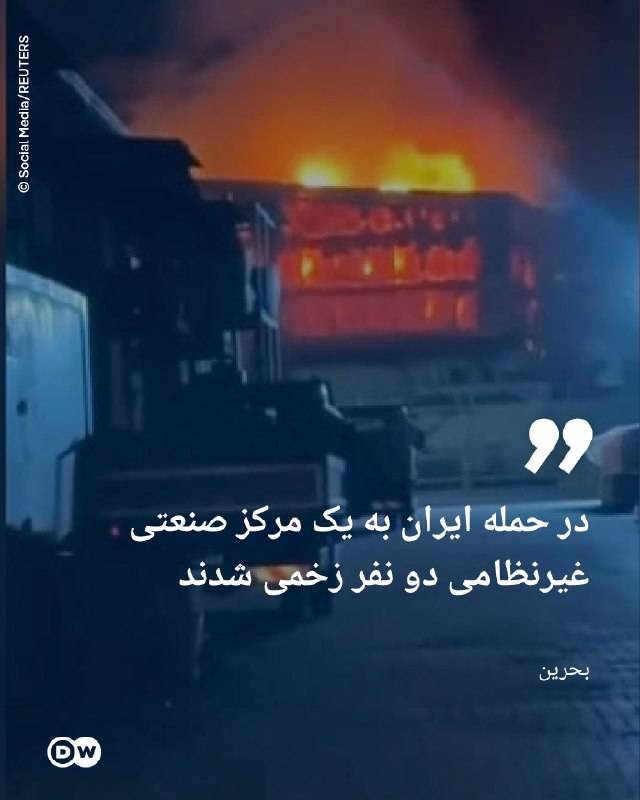 © Social Media/REUTERS
در حمله ایران به یک مرکز صنعتی
غیرنظامی دو نفر زخمی شدند
بحرین
DW